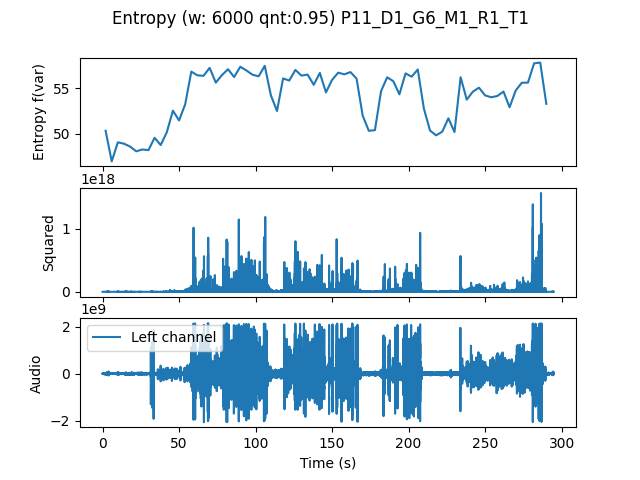 Entropy (w: 6000 qnt:0.95) P11_D1_G6_M1_R1_T1
Entropy f(var)
55
50
1e18
Squared
1
0
1e9
Audio
2
0
−2
Left channel
0
50
100
150
200
250
300
Time (s)